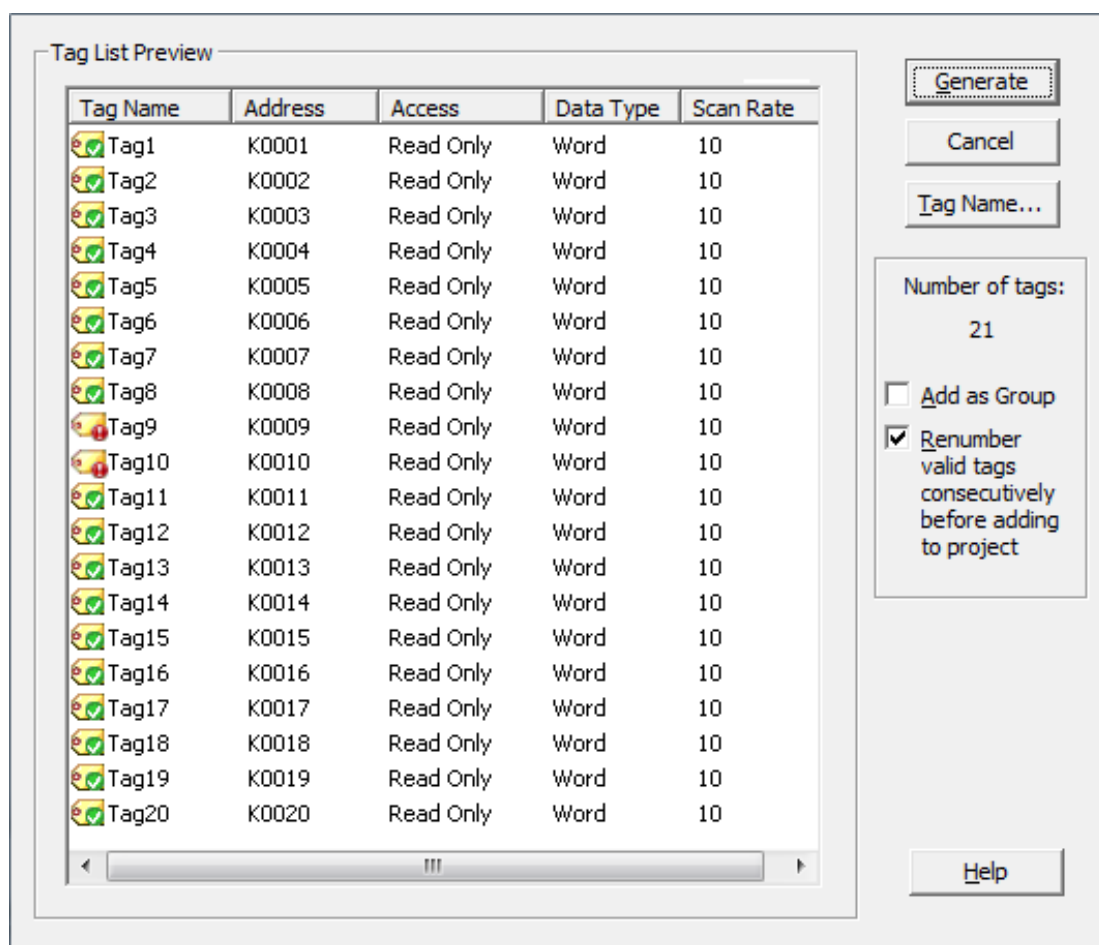 Tag List Preview
Tag Name Address Access Data Type Scan Rate
Tag1 K0001 Read Only Word 10
Tag2 K0002 Read Only Word 10
Tag3 K0003 Read Only Word 10
Tag4 K0004 Read Only Word 10
Tag5 K0005 Read Only Word 10
Tag6 K0006 Read Only Word 10
Tag7 K0007 Read Only Word 10
Tag8 K0008 Read Only Word 10
Tag9 K0009 Read Only Word 10
Tag10 K0010 Read Only Word 10
Tag11 K0011 Read Only Word 10
Tag12 K0012 Read Only Word 10
Tag13 K0013 Read Only Word 10
Tag14 K0014 Read Only Word 10
Tag15 K0015 Read Only Word 10
Tag16 K0016 Read Only Word 10
Tag17 K0017 Read Only Word 10
Tag18 K0018 Read Only Word 10
Tag19 K0019 Read Only Word 10
Tag20 K0020 Read Only Word 10
Generate
Cancel
Tag Name...
Number of tags:
21
Add as Group
Renumber
valid tags
consecutively
before adding
to project
Help